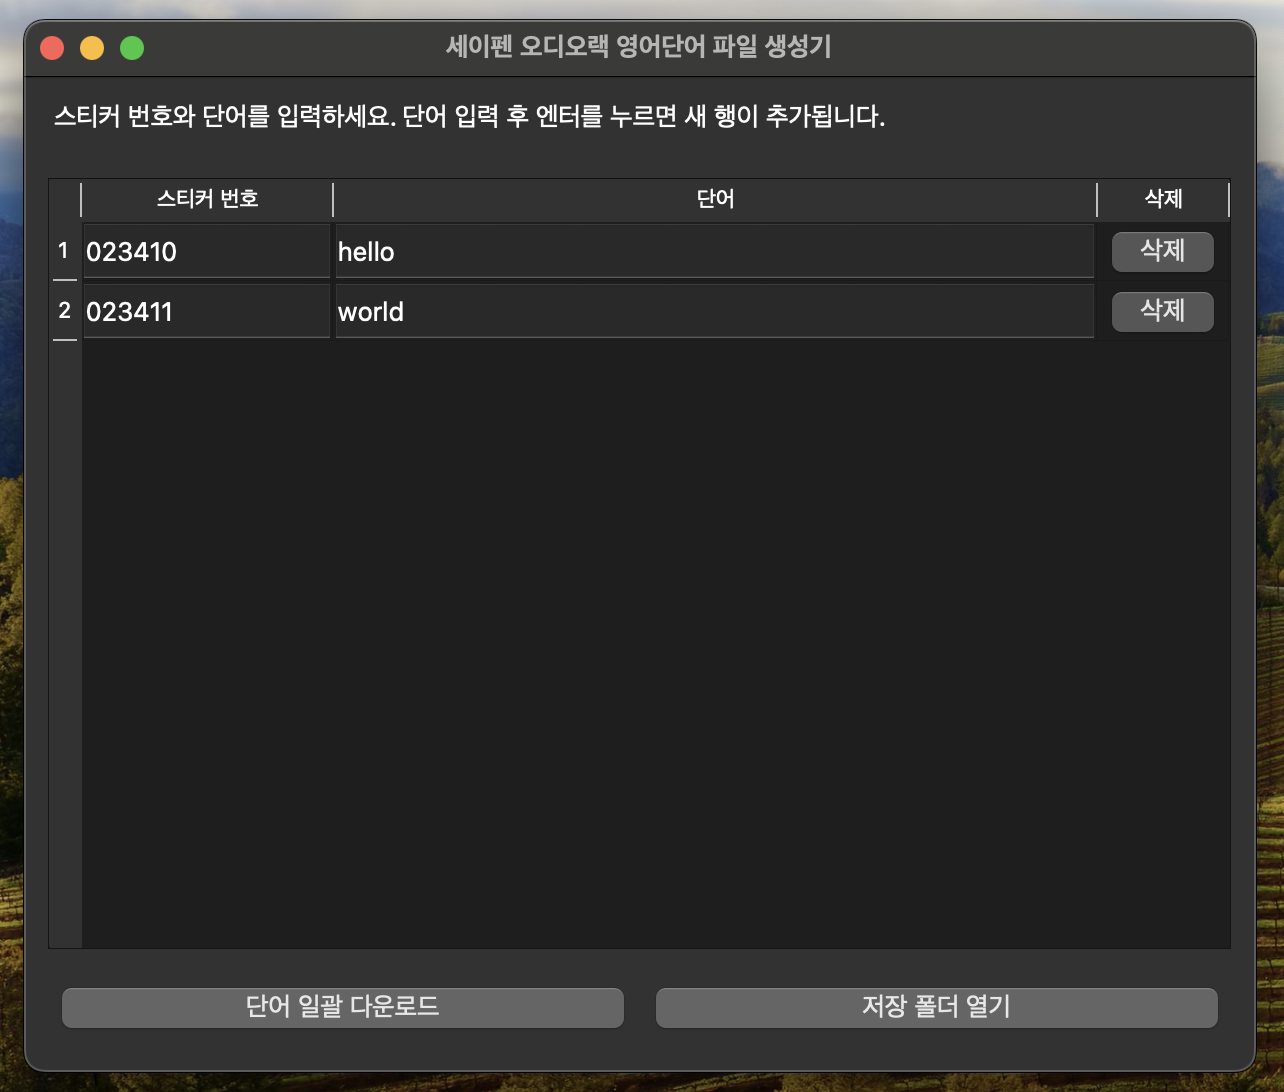 세이펜 오디오랙 영어단어 파일 생성기
스티커 번호와 단어를 입력하세요. 단어 입력 후 엔터를 누르면 새 행이 추가됩니다.
스티커 번호 단어 삭제
1 023410 hello 삭제
2 023411 world 삭제
단어 일괄 다운로드 저장 폴더 열기